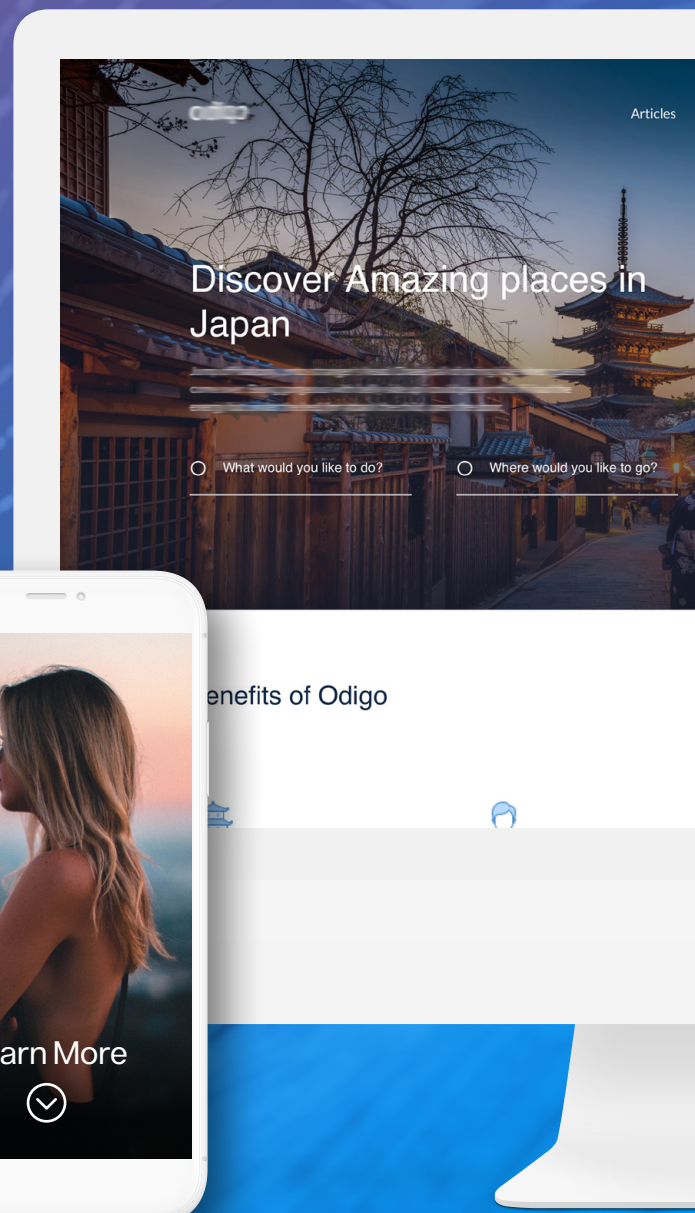 Articles
Discover Amazing places in
Japan
What would you like to do?
Where would you like to go?
enefits of Odigo
arn More